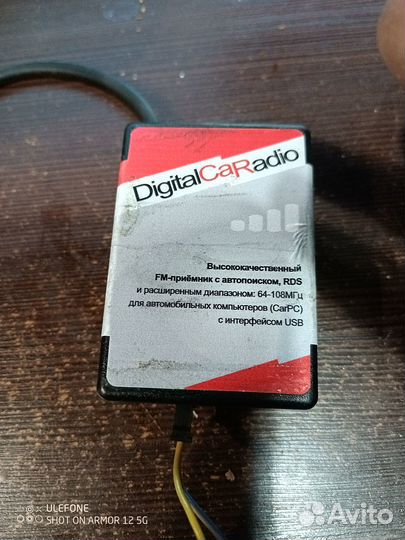 DigitalCaRadio
Высококачественный
FM-приёмник с автопоиском, RDS
и расширенным диапазоном: 64-108МГц
для автомобильных компьютеров (CarPC)
с интерфейсом USB
ULEFONE
SHOT ON ARMOR 12 5G
Avito